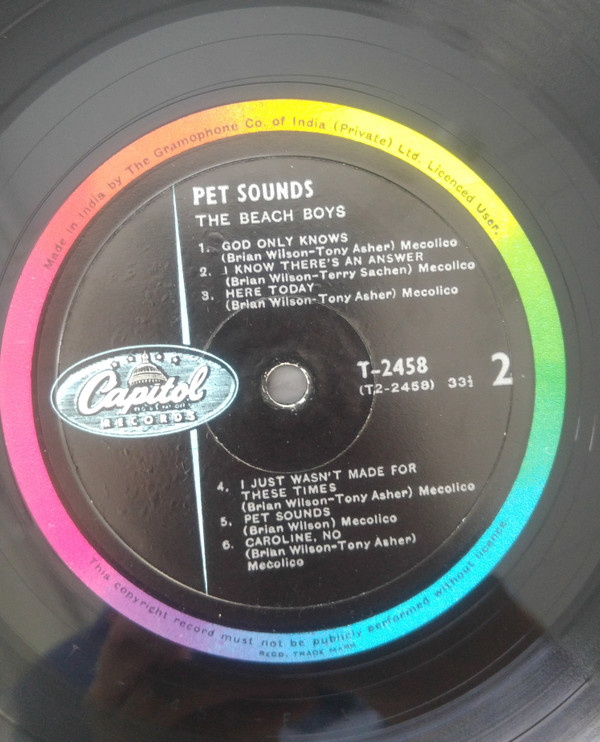 Made in India by The Gramophone Co. of India (Private) Ltd. Licenced User.
PET SOUNDS
THE BEACH BOYS
1. GOD ONLY KNOWS
(Brian Wilson-Tony Asher) Mecolico
2. I KNOW THERE'S AN ANSWER
(Brian Wilson-Terry Sachen) Mecolico
3. HERE TODAY
(Brian Wilson-Tony Asher) Mecolico
Capitol
RECORDS
T-2458
(T2-2458) 33⅓
2
4. I JUST WASN'T MADE FOR
THESE TIMES
(Brian Wilson-Tony Asher) Mecolico
5. PET SOUNDS
(Brian Wilson) Mecolico
6. CAROLINE, NO
(Brian Wilson-Tony Asher)
Mecolico
This copyright record must not be publicly performed without licence.
REGD. TRADE MARK